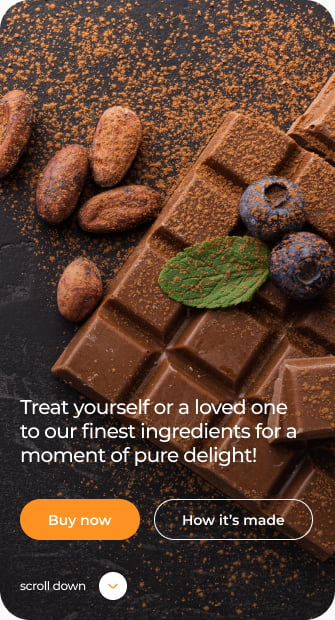 Treat yourself or a loved one
to our finest ingredients for a
moment of pure delight!
Buy now
How it's made
scroll down